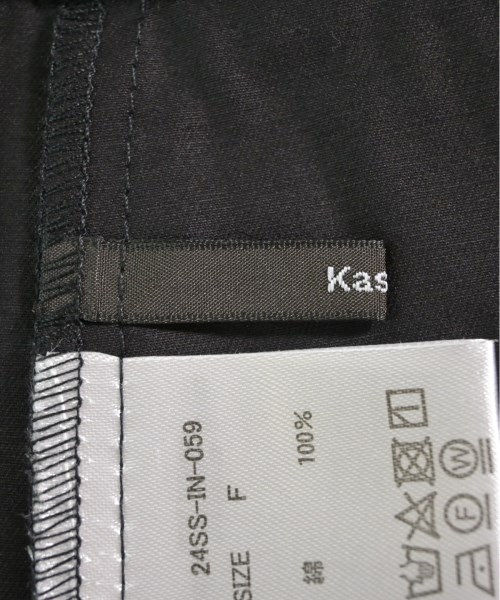 Kas
24SS-IN-059
SIZE F
綿 100%
W
F